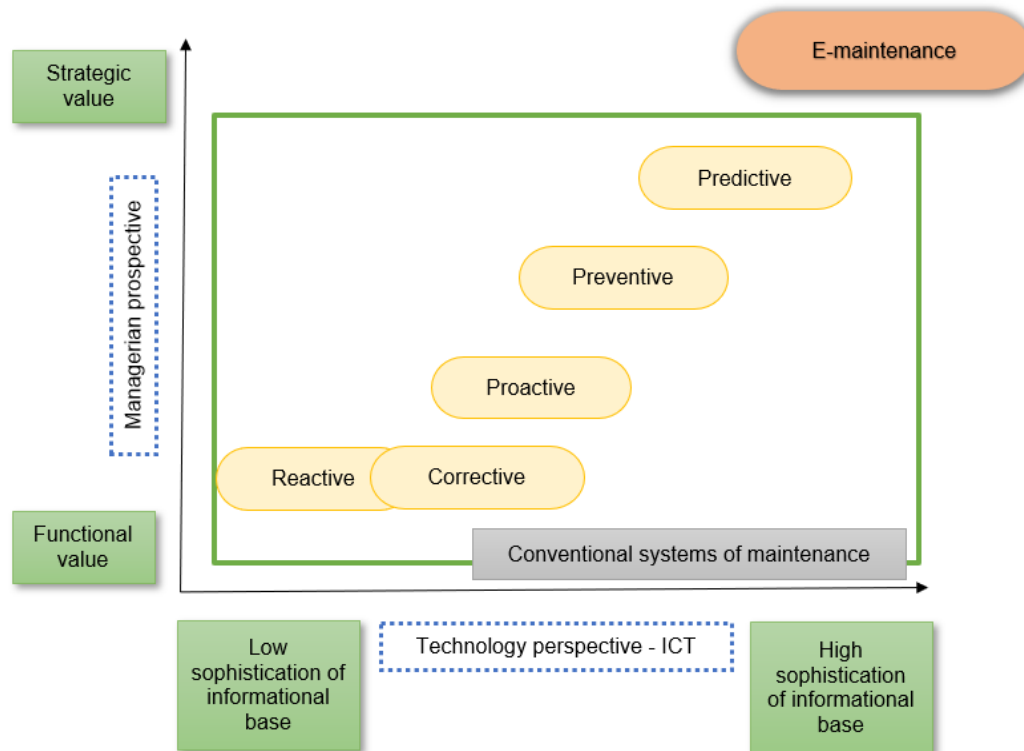 E-maintenance
Strategic
value
Predictive
Managerian prospective
Preventive
Proactive
Reactive
Corrective
Functional
value
Conventional systems of maintenance
Low
sophistication of
informational
base
Technology perspective - ICT
High
sophistication
of informational
base